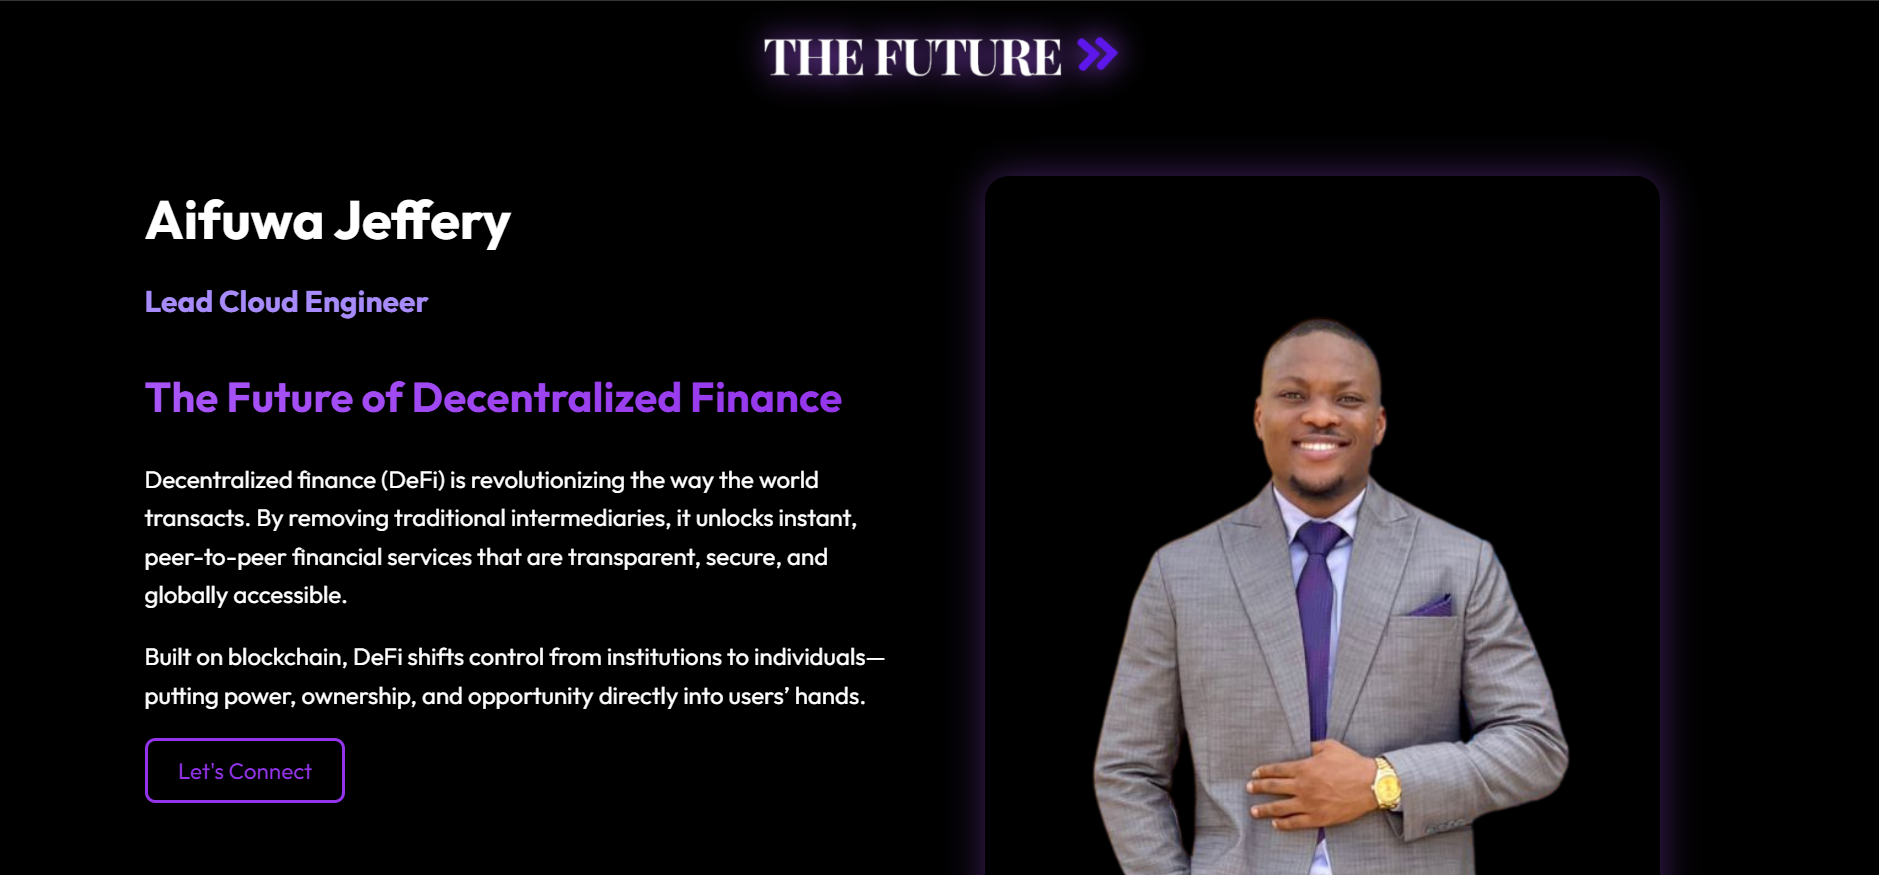 THE FUTURE
Aifuwa Jeffery
Lead Cloud Engineer
The Future of Decentralized Finance
Decentralized finance (DeFi) is revolutionizing the way the world
transacts. By removing traditional intermediaries, it unlocks instant,
peer-to-peer financial services that are transparent, secure, and
globally accessible.
Built on blockchain, DeFi shifts control from institutions to individuals—
putting power, ownership, and opportunity directly into users’ hands.
Let's Connect